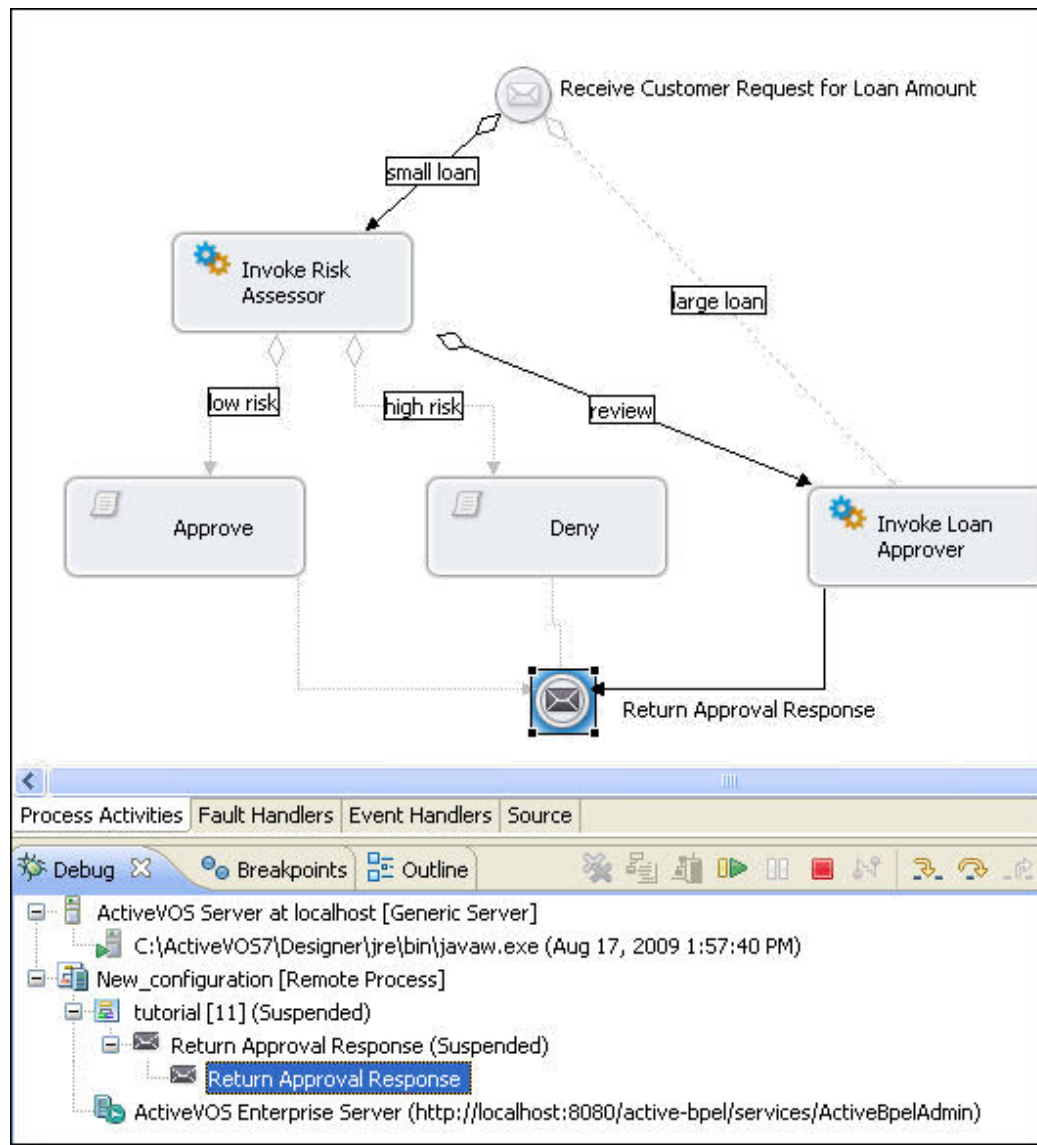 Receive Customer Request for Loan Amount
small loan
Invoke Risk
Assessor
large loan
low risk
high risk
review
Approve
Deny
Invoke Loan
Approver
Return Approval Response
Process Activities Fault Handlers Event Handlers Source
Debug Breakpoints Outline
ActiveVOS Server at localhost [Generic Server]
C:\ActiveVOS7\Designer\jre\bin\javaw.exe (Aug 17, 2009 1:57:40 PM)
New_configuration [Remote Process]
tutorial [11] (Suspended)
Return Approval Response (Suspended)
Return Approval Response
ActiveVOS Enterprise Server (http://localhost:8080/active-bpel/services/ActiveBpelAdmin)